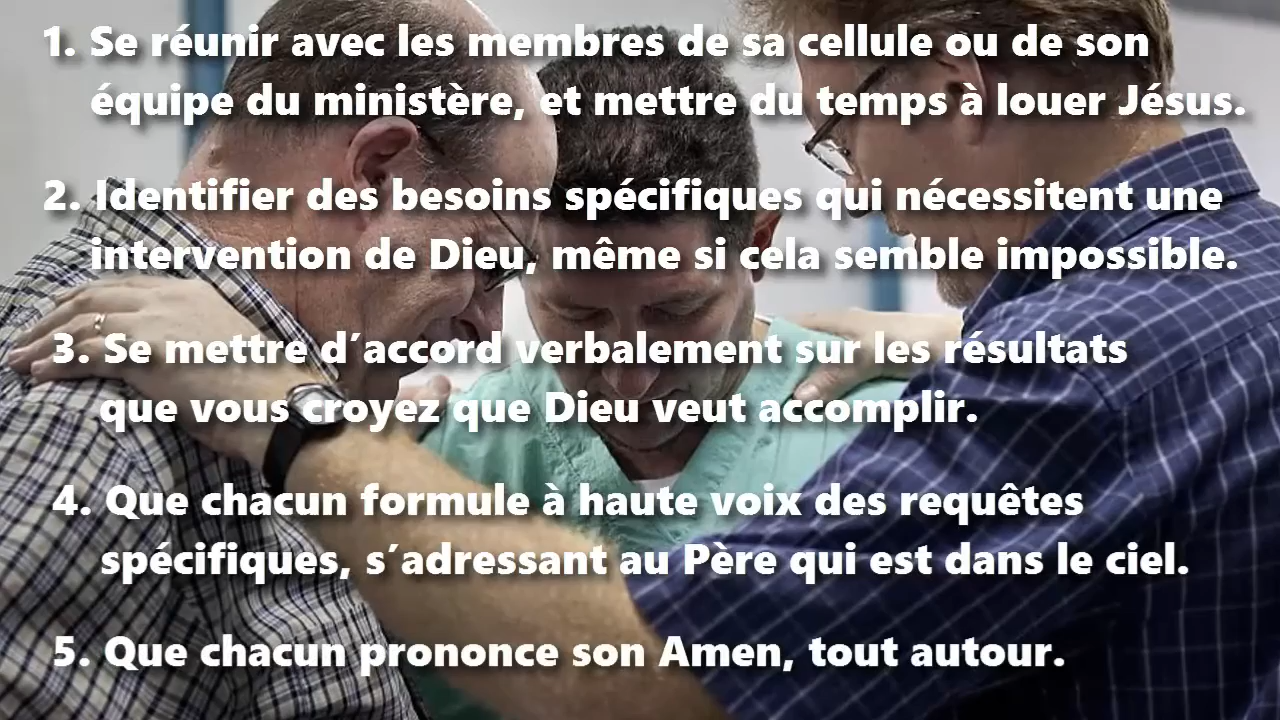 1. Se réunir avec les membres de sa cellule ou de son
équipe du ministère, et mettre du temps à louer Jésus.
2. Identifier des besoins spécifiques qui nécessitent une
intervention de Dieu, même si cela semble impossible.
3. Se mettre d´accord verbalement sur les résultats
que vous croyez que Dieu veut accomplir.
4. Que chacun formule à haute voix des requêtes
spécifiques, s´adressant au Père qui est dans le ciel.
5. Que chacun prononce son Amen, tout autour.